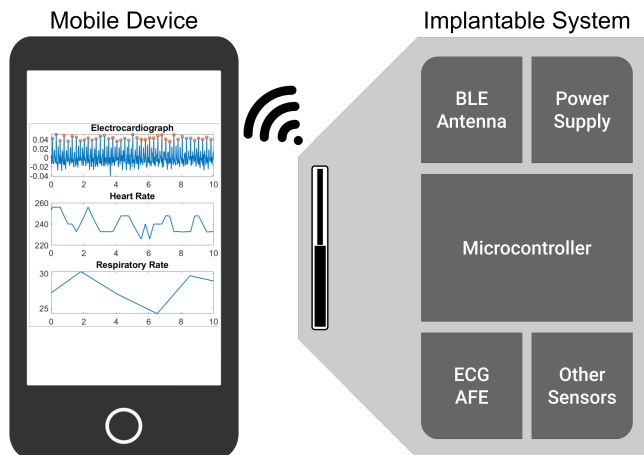 Mobile Device
Implantable System
Electrocardiograph
0.04
0.02
0
-0.02
-0.04
0 2 4 6 8 10
Heart Rate
260
240
220
0 2 4 6 8 10
Respiratory Rate
30
25
0 2 4 6 8 10
BLE
Antenna
Power
Supply
Microcontroller
ECG
AFE
Other
Sensors